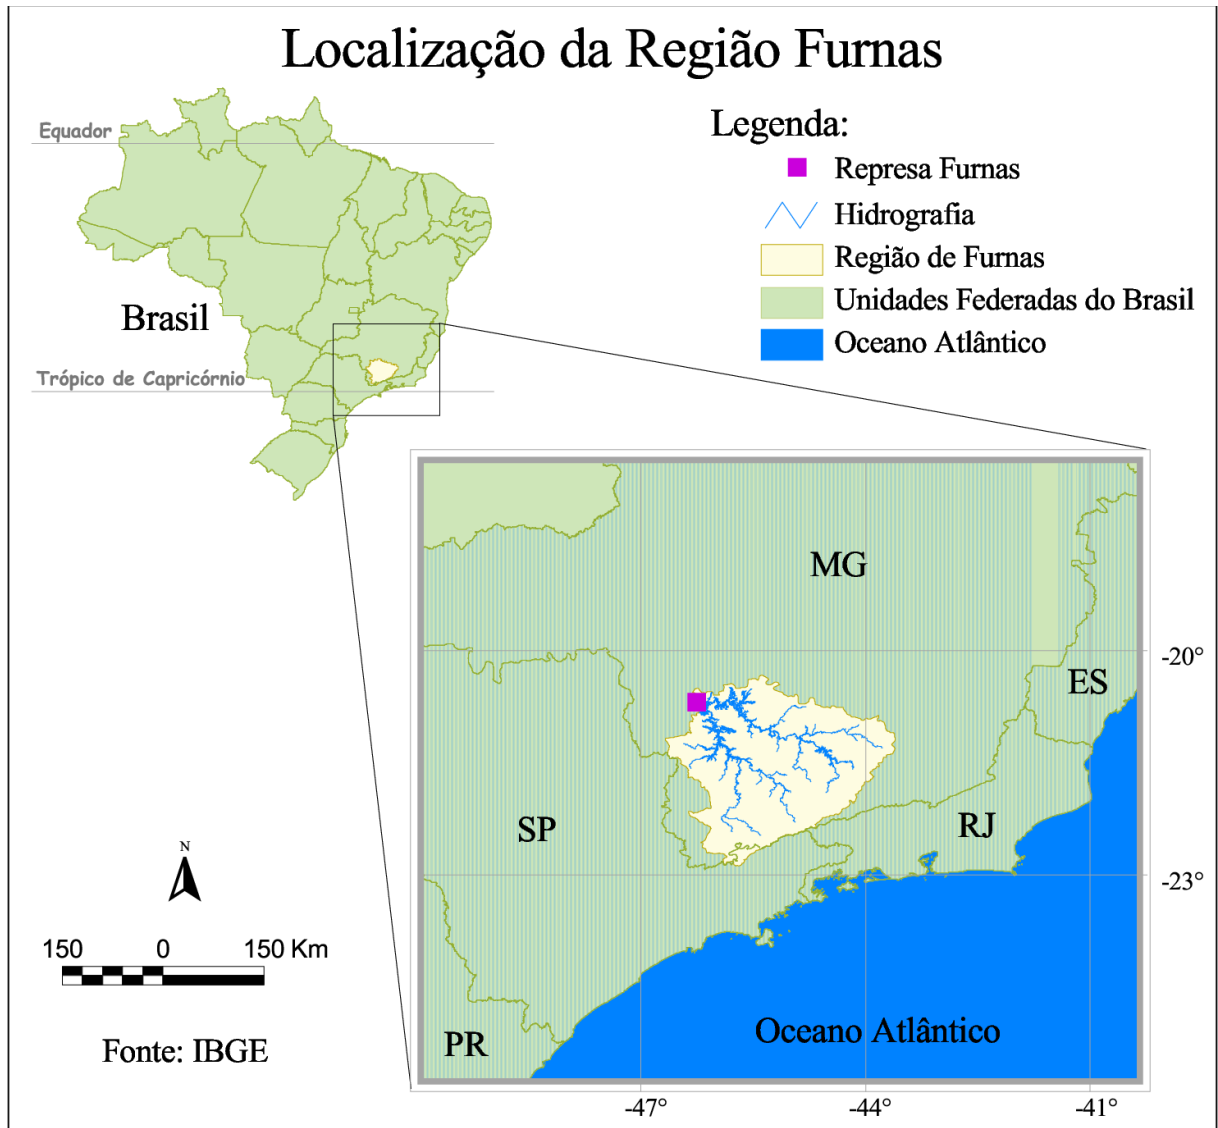 Localização da Região Furnas
Equador
Brasil
Trópico de Capricórnio
Legenda:
Represa Furnas
Hidrografia
Região de Furnas
Unidades Federadas do Brasil
Oceano Atlântico
MG
ES
SP
RJ
PR
Oceano Atlântico
-20°
-23°
-47°
-44°
-41°
N
150 0 150 Km
Fonte: IBGE